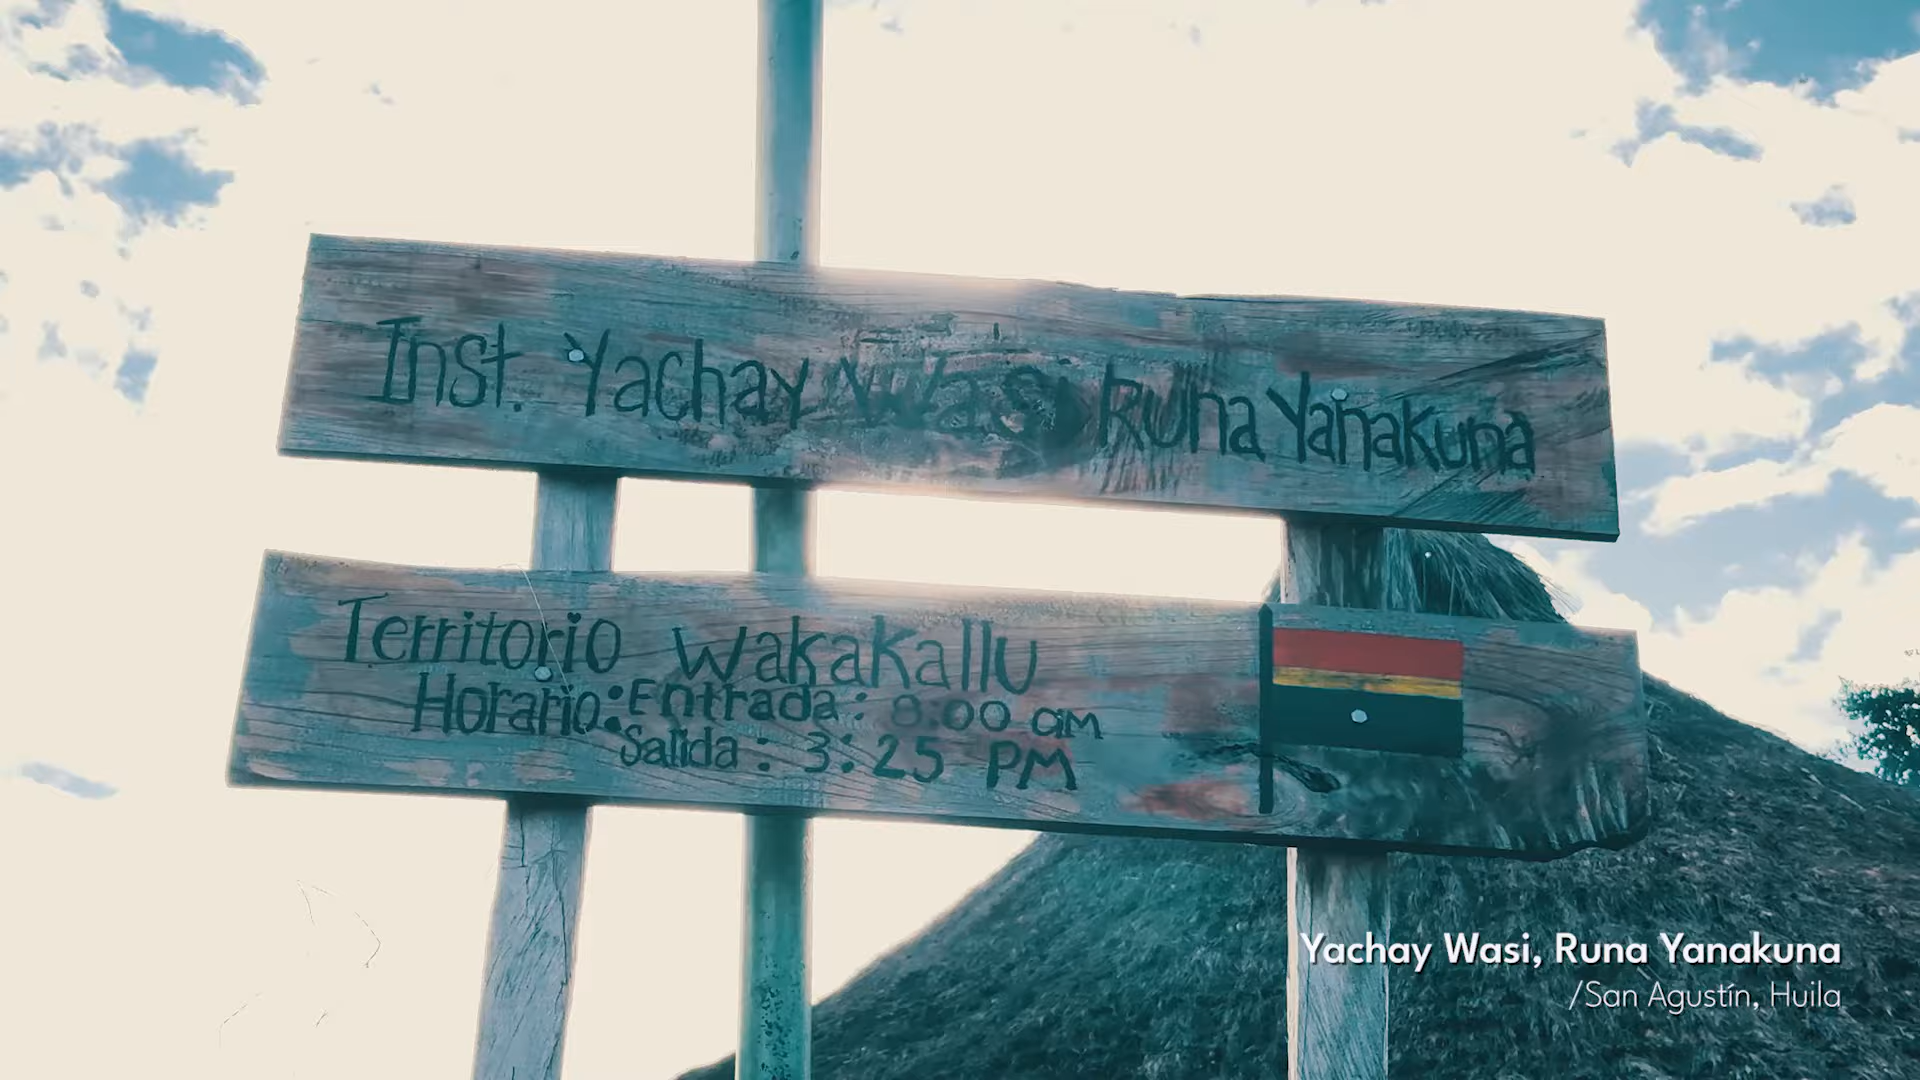 Inst. Yachay Wasi Runa Yanakuna
Territorio Wakakallu
Horario: Entrada: 8:00 am
Salida: 3:25 PM
Yachay Wasi, Runa Yanakuna
/San Agustín, Huila